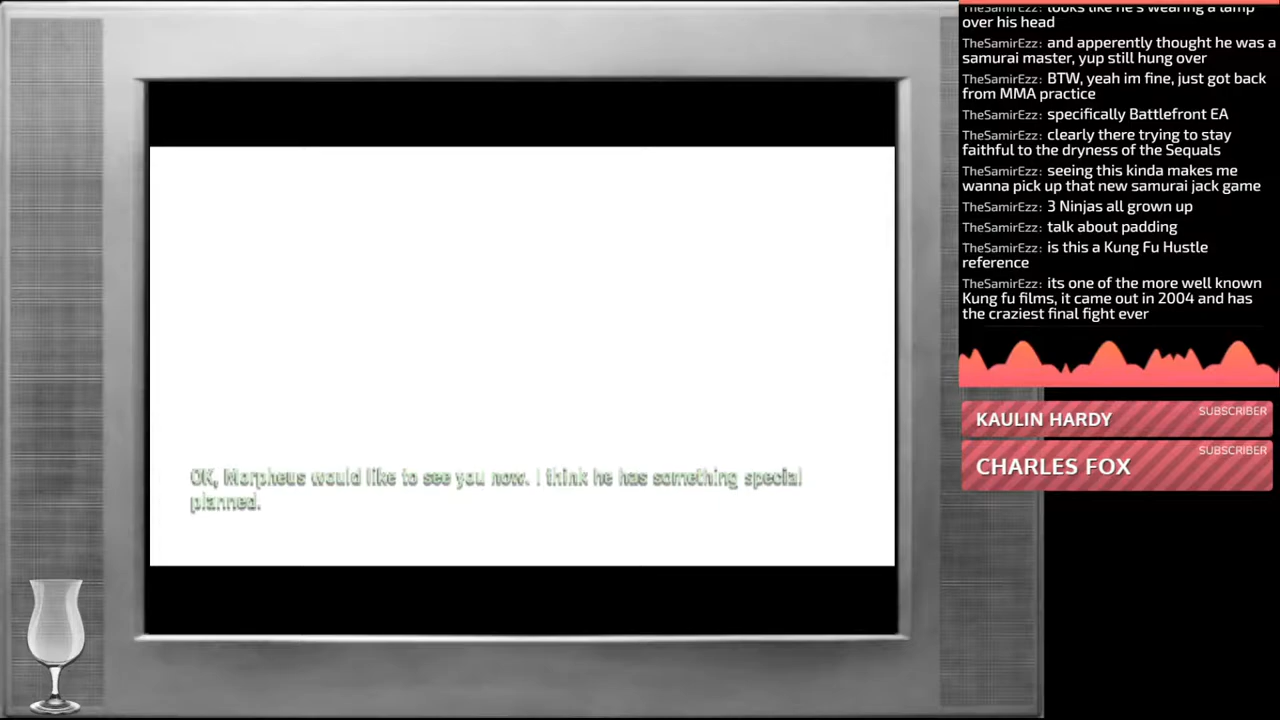 OK, Morpheus would like to see you now. I think he has something special
planned.
TheSamirEzz: looks like he's wearing a lamp
over his head
TheSamirEzz: and apperently thought he was a
samurai master, yup still hung over
TheSamirEzz: BTW, yeah im fine, just got back
from MMA practice
TheSamirEzz: specifically Battlefront EA
TheSamirEzz: clearly there trying to stay
faithful to the dryness of the Sequals
TheSamirEzz: seeing this kinda makes me
wanna pick up that new samurai jack game
TheSamirEzz: 3 Ninjas all grown up
TheSamirEzz: talk about padding
TheSamirEzz: is this a Kung Fu Hustle
reference
TheSamirEzz: its one of the more well known
Kung fu films, it came out in 2004 and has
the craziest final fight ever
KAULIN HARDY
SUBSCRIBER
CHARLES FOX
SUBSCRIBER